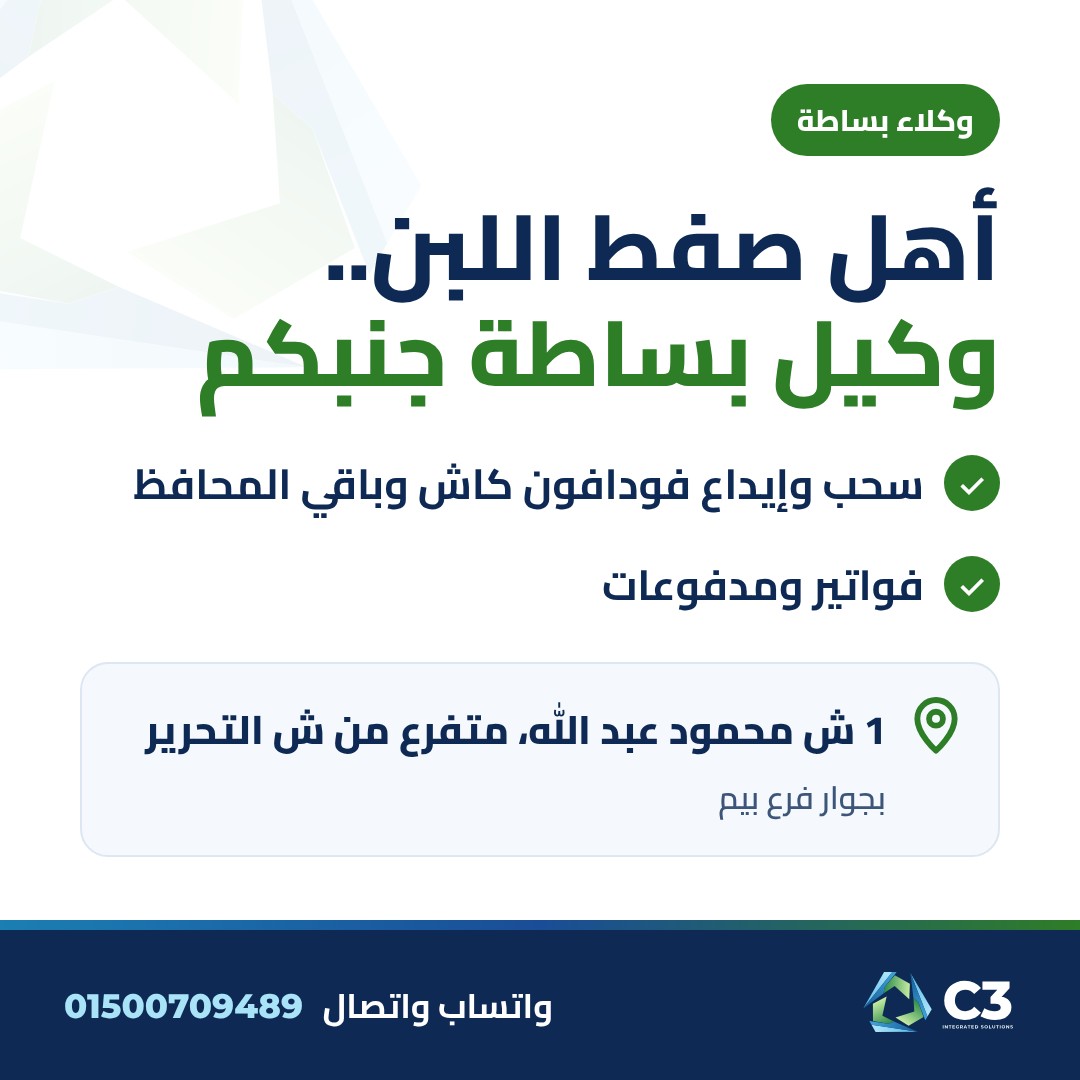 وكلاء بساطة
أهل صفط اللبن..
وكيل بساطة جنبكم
سحب وإيداع فودافون كاش وباقي المحافظ
فواتير ومدفوعات
1 ش محمود عبد الله، متفرع من ش التحرير
بجوار فرع بيم
C3
INTEGRATED SOLUTIONS
واتساب واتصال 01500709489